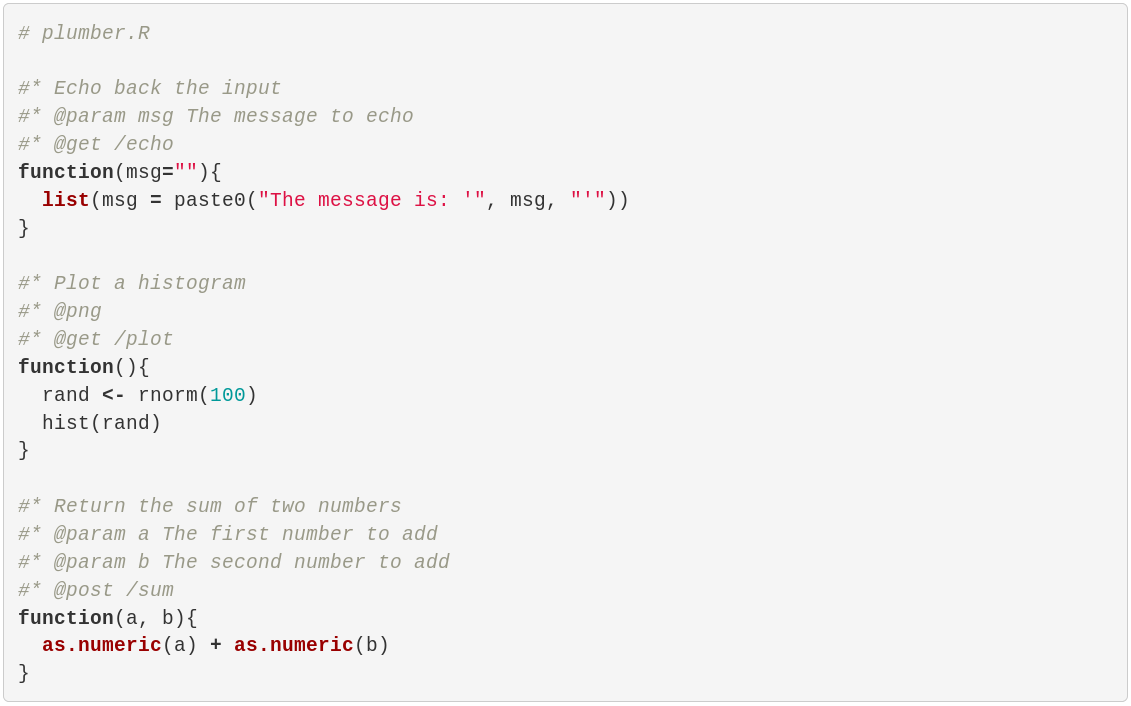 # plumber.R

#* Echo back the input
#* @param msg The message to echo
#* @get /echo
function(msg=""){
  list(msg = paste0("The message is: '", msg, "'"))
}

#* Plot a histogram
#* @png
#* @get /plot
function(){
  rand <- rnorm(100)
  hist(rand)
}

#* Return the sum of two numbers
#* @param a The first number to add
#* @param b The second number to add
#* @post /sum
function(a, b){
  as.numeric(a) + as.numeric(b)
}